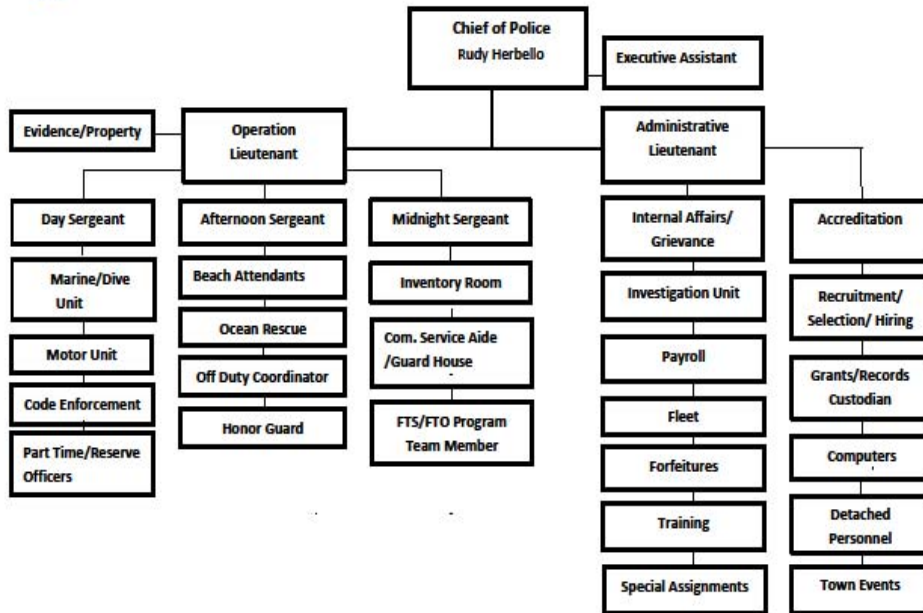 Chief of Police
Rudy Herbello
Executive Assistant
Evidence/Property
Operation
Lieutenant
Administrative
Lieutenant
Day Sergeant
Afternoon Sergeant
Midnight Sergeant
Internal Affairs/
Grievance
Accreditation
Marine/Dive
Unit
Beach Attendants
Inventory Room
Investigation Unit
Recruitment/
Selection/ Hiring
Motor Unit
Ocean Rescue
Com. Service Aide
/Guard House
Payroll
Grants/Records
Custodian
Code Enforcement
Off Duty Coordinator
FTS/FTO Program
Team Member
Fleet
Computers
Part Time/Reserve
Officers
Honor Guard
Forfeitures
Detached
Personnel
Training
Town Events
Special Assignments